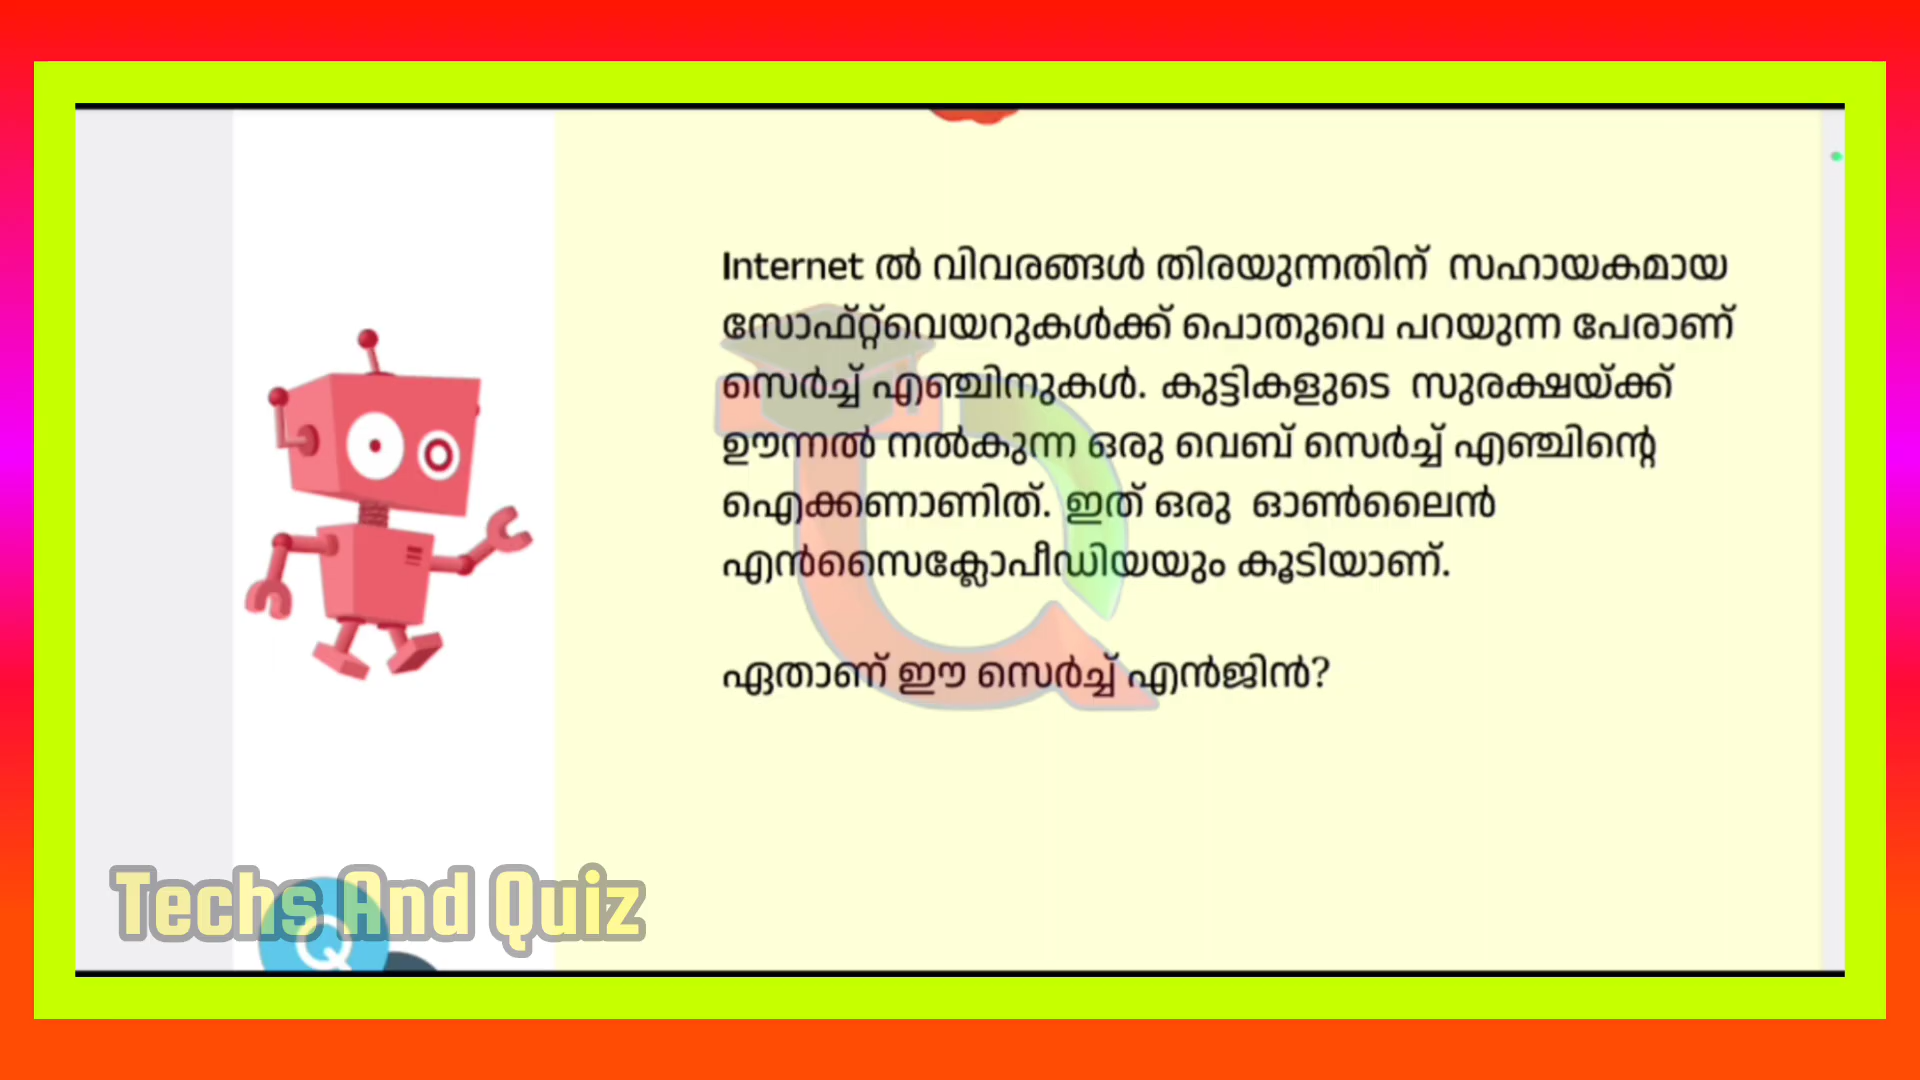 Internet ൽ വിവരങ്ങൾ തിരയുന്നതിന് സഹായകമായ
സോഫ്റ്റ്‌വെയറുകൾക്ക് പൊതുവെ പറയുന്ന പേരാണ്
സെർച്ച് എഞ്ചിനുകൾ. കുട്ടികളുടെ സുരക്ഷയ്ക്ക്
ഊന്നൽ നൽകുന്ന ഒരു വെബ് സെർച്ച് എഞ്ചിന്റെ
ഐക്കണാണിത്. ഇത് ഒരു ഓൺലൈൻ
എൻസൈക്ലോപീഡിയയും കൂടിയാണ്.
ഏതാണ് ഈ സെർച്ച് എൻജിൻ?
Techs And Quiz
Q